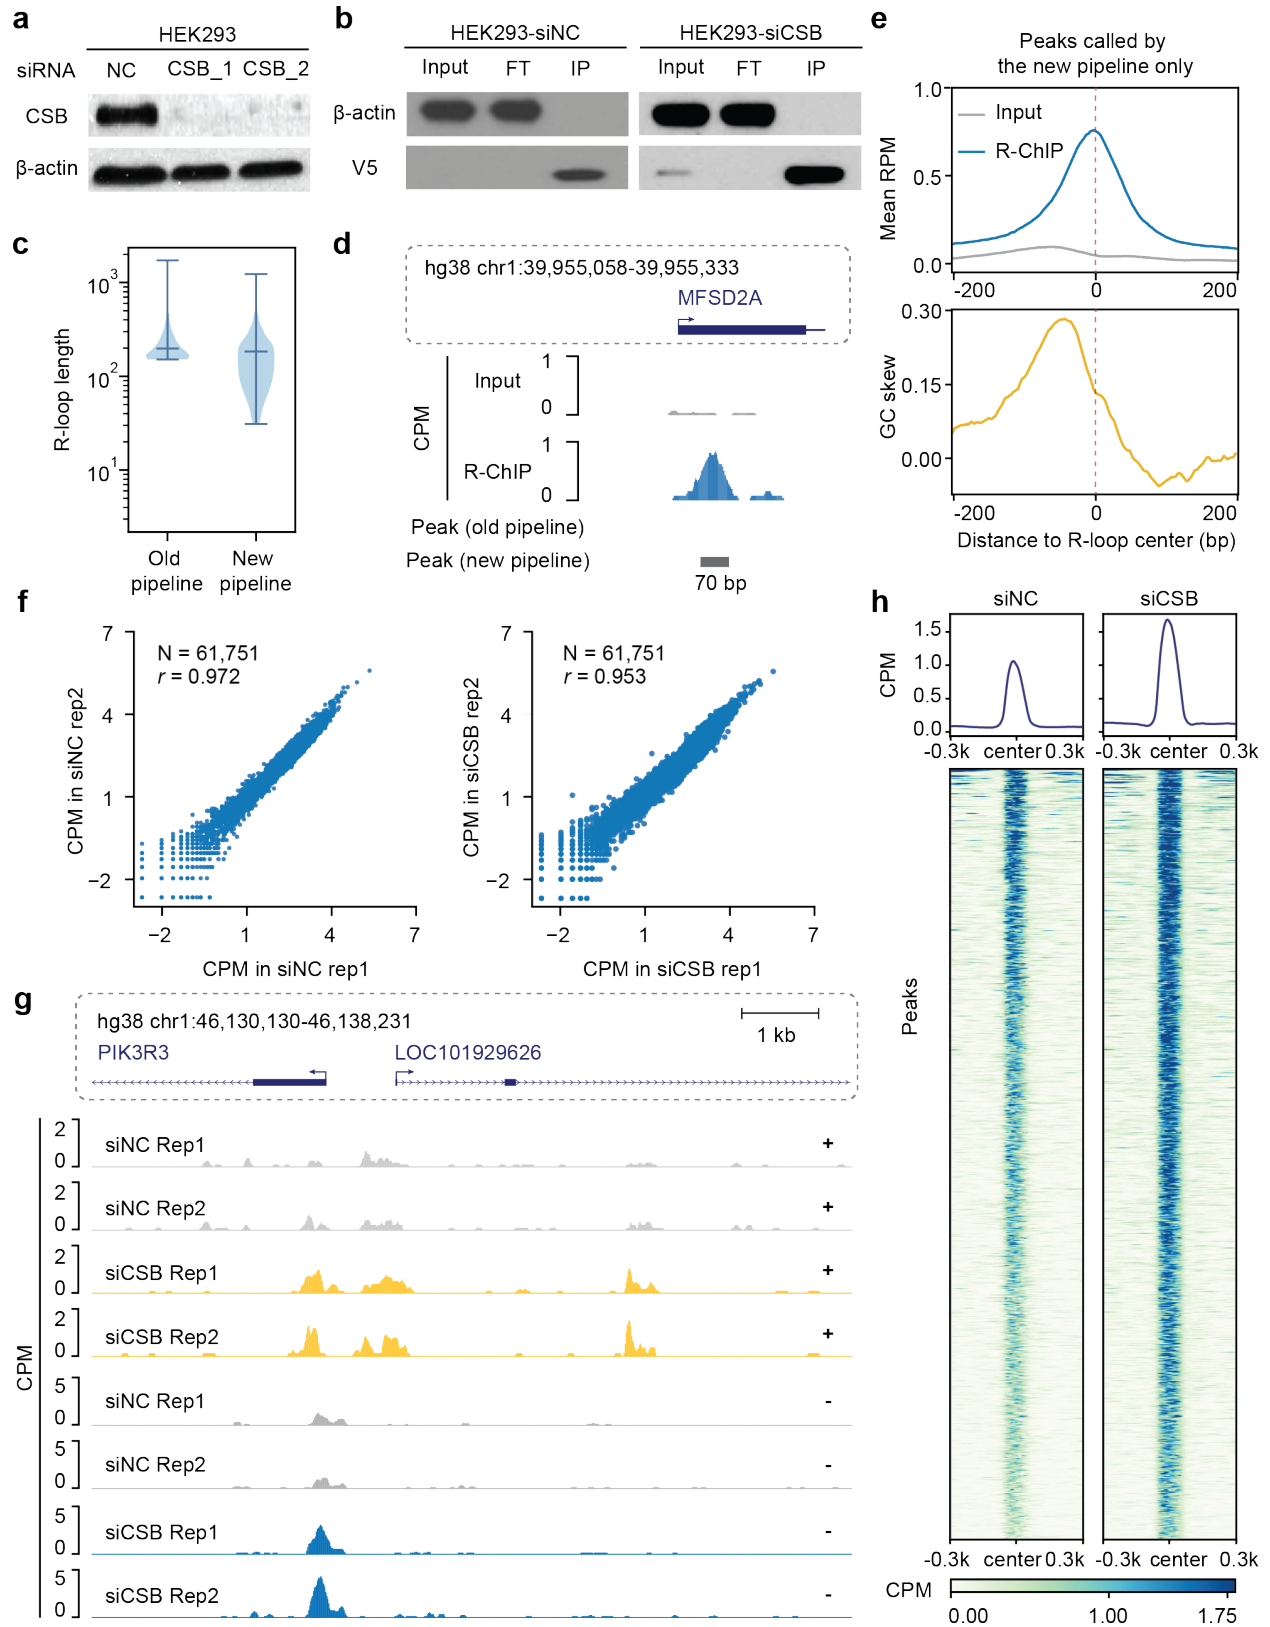 a
HEK293
siRNA NC CSB_1 CSB_2
CSB
β-actin
b
HEK293-siNC HEK293-siCSB
Input FT IP Input FT IP
β-actin
V5
c
R-loop length
10³
10²
10¹
Old pipeline
New pipeline
d
hg38 chr1:39,955,058-39,955,333
MFSD2A
CPM
Input
1
0
R-ChIP
1
0
Peak (old pipeline)
Peak (new pipeline)
70 bp
e
Peaks called by
the new pipeline only
Mean RPM
1.0
0.5
0.0
Input
R-ChIP
-200 0 200
GC skew
0.30
0.15
0.00
-200 0 200
Distance to R-loop center (bp)
f
CPM in siNC rep2
7
4
1
−2
N = 61,751
r = 0.972
−2 1 4 7
CPM in siNC rep1
CPM in siCSB rep2
7
4
1
−2
N = 61,751
r = 0.953
−2 1 4 7
CPM in siCSB rep1
g
hg38 chr1:46,130,130-46,138,231
1 kb
PIK3R3 LOC101929626
CPM
2
0
siNC Rep1 +
2
0
siNC Rep2 +
2
0
siCSB Rep1 +
2
0
siCSB Rep2 +
5
0
siNC Rep1 -
5
0
siNC Rep2 -
5
0
siCSB Rep1 -
5
0
siCSB Rep2 -
h
siNC siCSB
CPM
1.5
1.0
0.5
0.0
-0.3k center 0.3k -0.3k center 0.3k
Peaks
-0.3k center 0.3k -0.3k center 0.3k
CPM
0.00 1.00 1.75